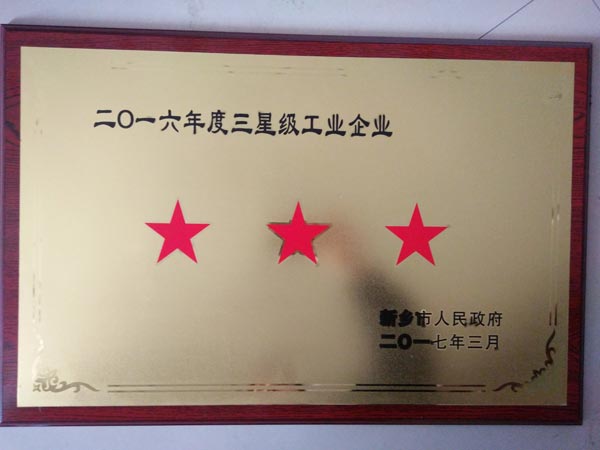 二〇一六年度三星级工业企业
新乡市人民政府
二〇一七年三月